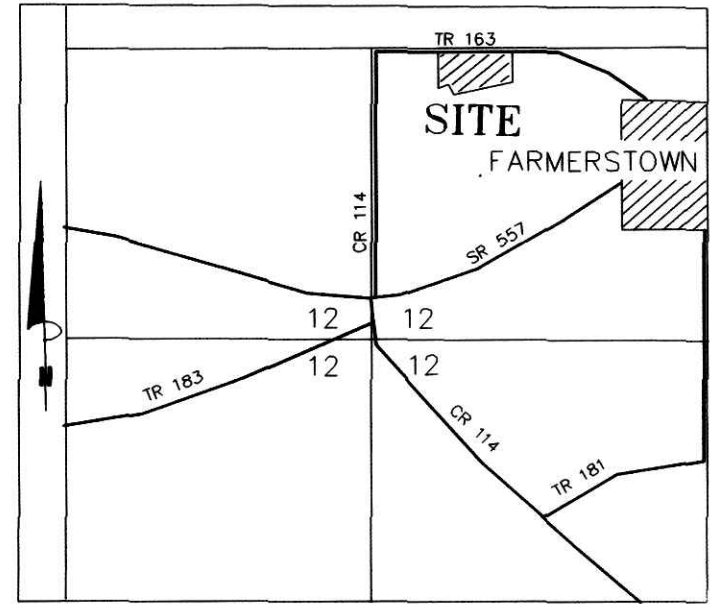 TR 163
SITE
FARMERSTOWN
CR 114
SR 557
12 12
12 12
TR 183
CR 114
TR 181
N